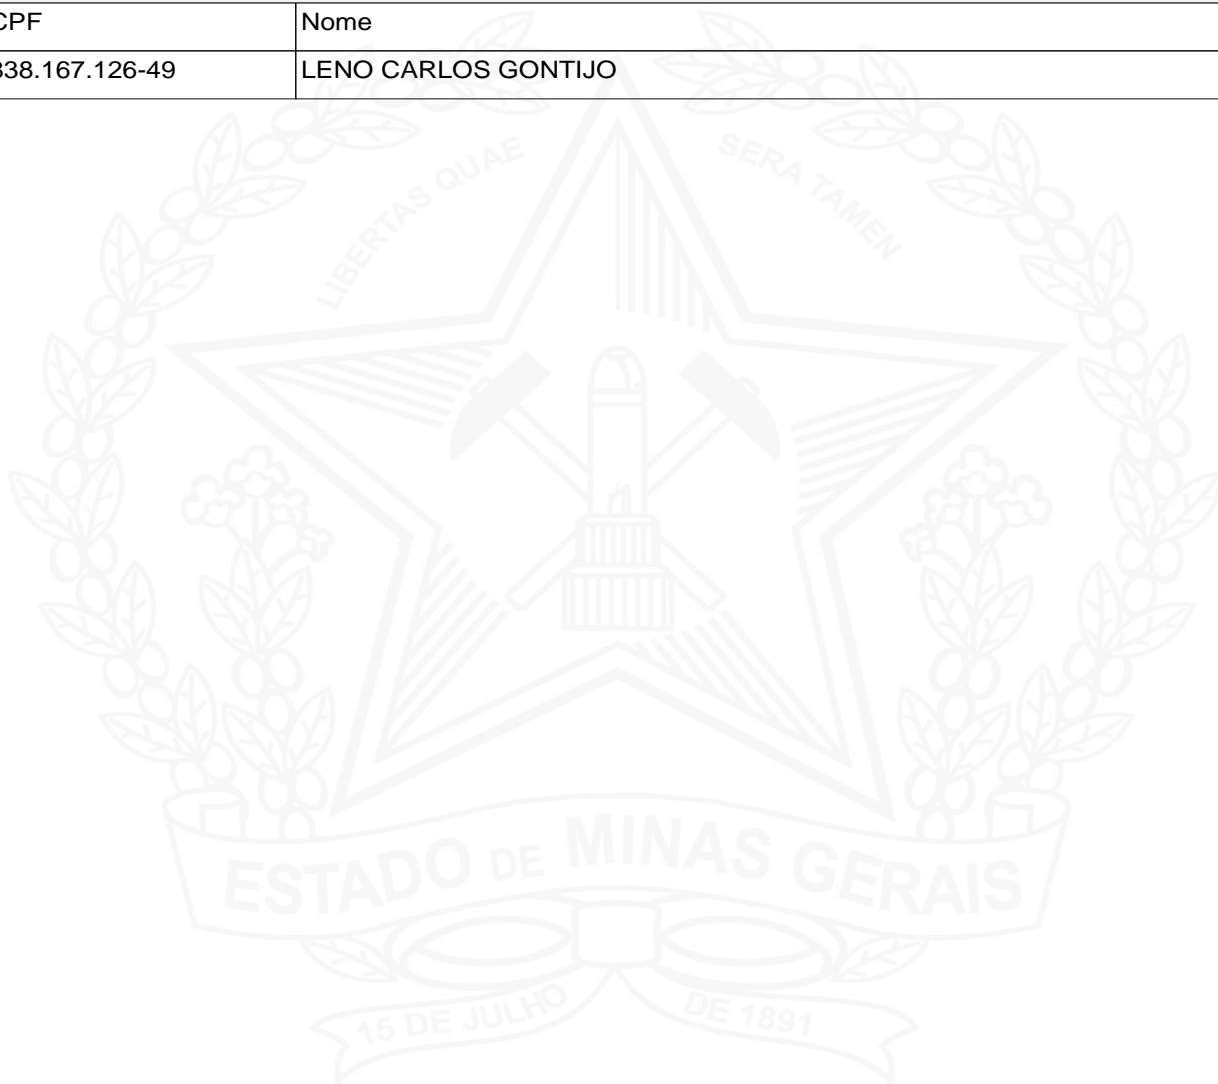 CPF Nome
338.167.126-49 LENO CARLOS GONTIJO
LIBERTAS QUAE SERA TAMEN
ESTADO DE MINAS GERAIS
15 DE JULHO DE 1891